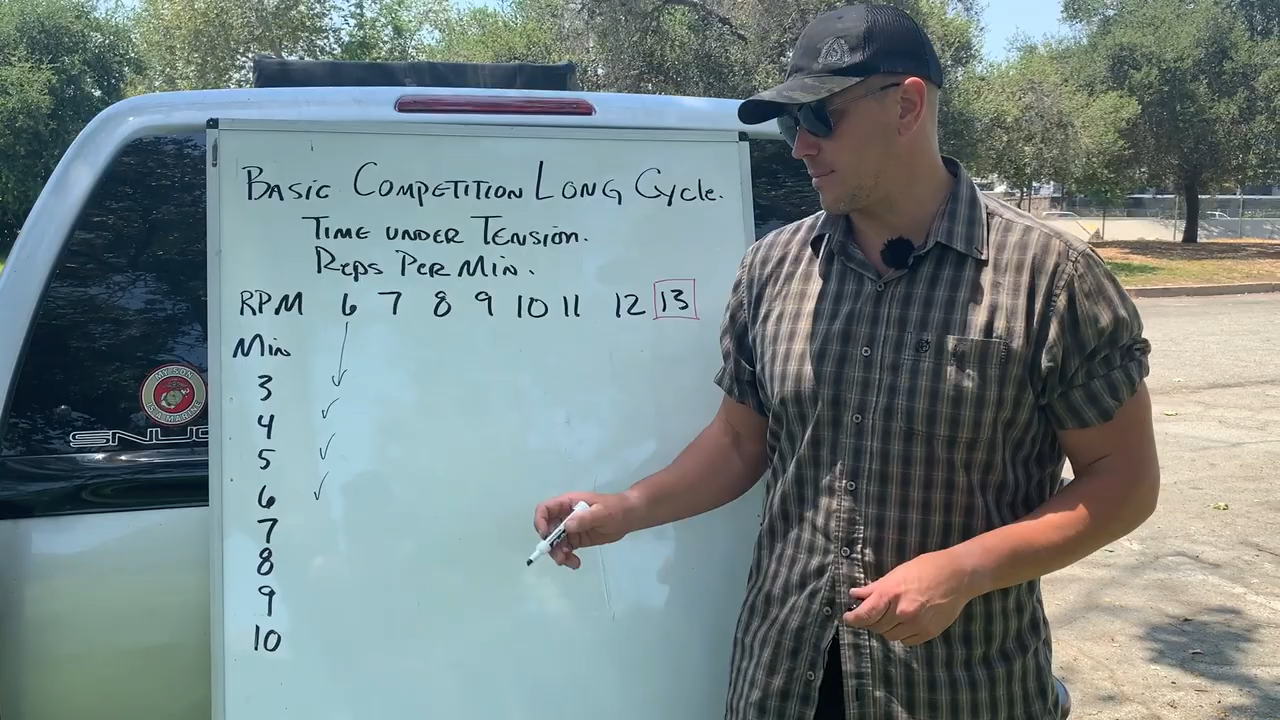 Basic Competition Long Cycle.
Time under Tension.
Reps Per Min.
RPM 6 7 8 9 10 11 12 13
Min
3
4
5
6
7
8
9
10
MY SON
IS A MARINE
SNUG